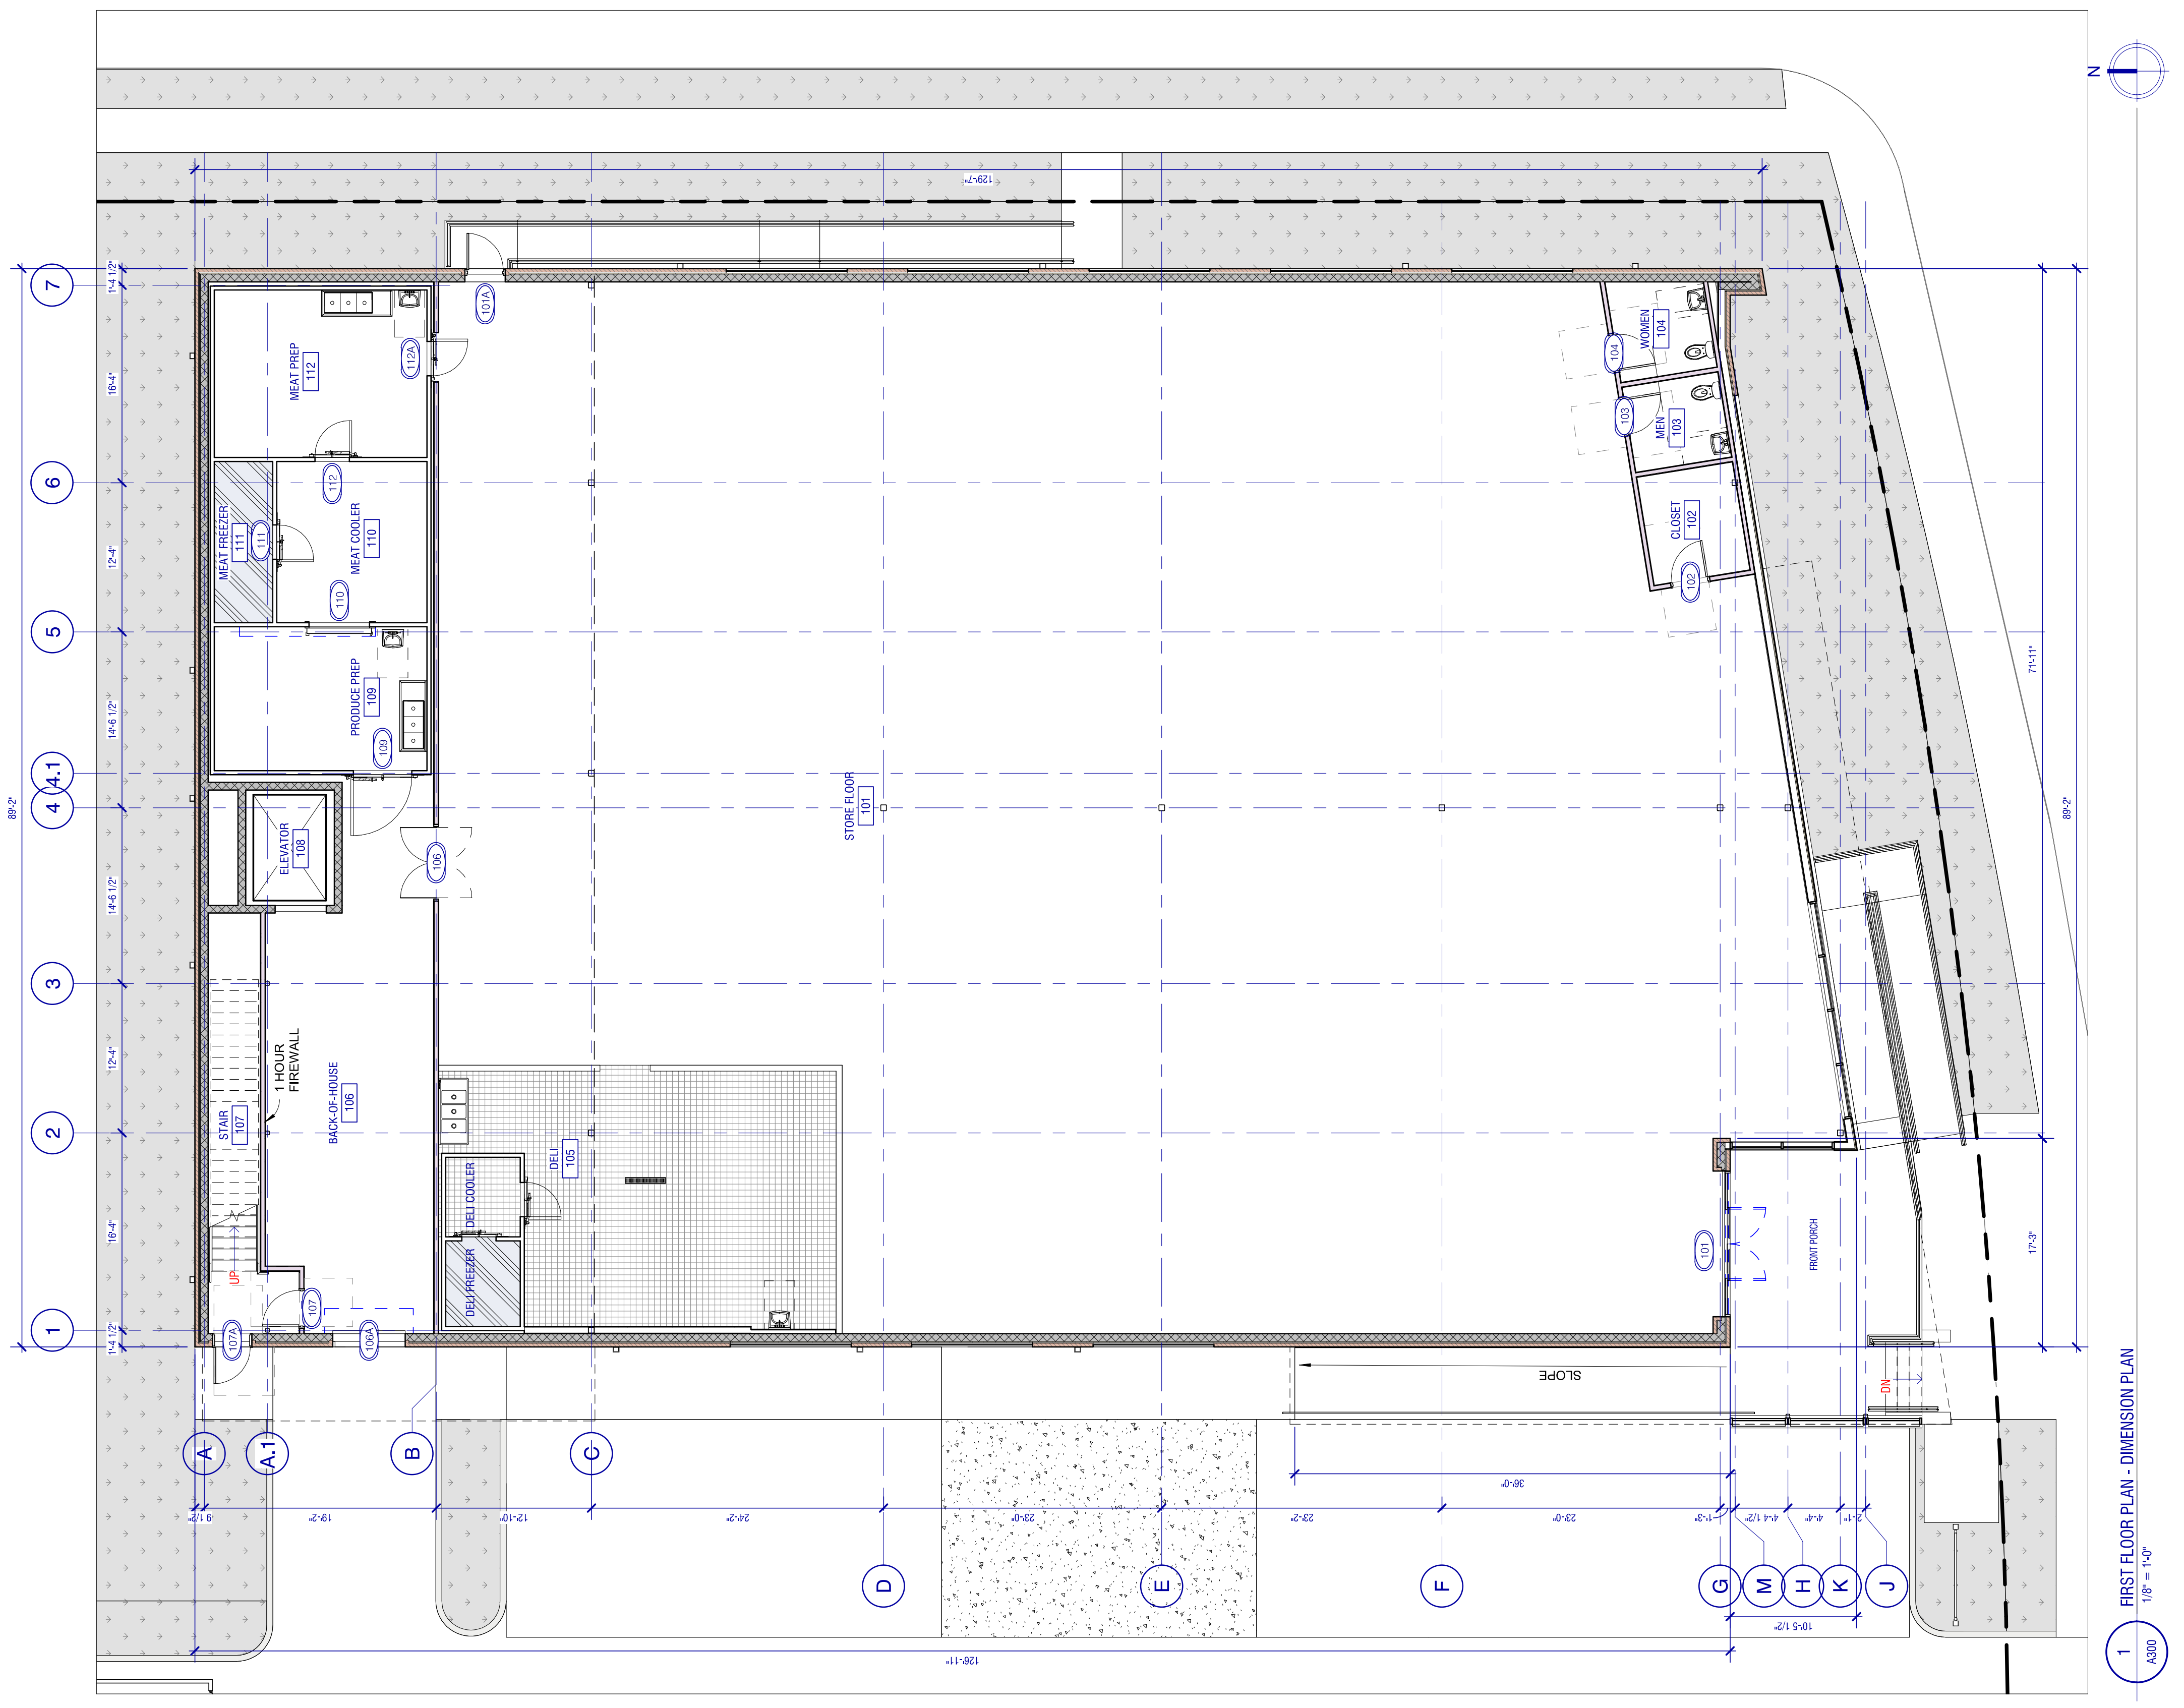 N
129'-7"
89'-2"
7
6
5
4.1
4
3
2
1
1'-4 1/2"
16'-4"
12'-4"
14'-6 1/2"
14'-6 1/2"
12'-4"
16'-4"
1'-4 1/2"
MEAT PREP
112
112A
101A
112
MEAT FREEZER
111
111
MEAT COOLER
110
110
PRODUCE PREP
109
109
ELEVATOR
108
106
STORE FLOOR
101
WOMEN
104
104
MEN
103
103
CLOSET
102
102
1 HOUR
FIREWALL
STAIR
107
UP
BACK-OF-HOUSE
106
107
107A
106A
DELI
105
DELI COOLER
DELI FREEZER
101
FRONT PORCH
SLOPE
DN
71'-11"
17'-3"
89'-2"
A
A.1
B
C
D
E
F
G
M
H
K
J
9 1/2"
19'-2"
12'-10"
24'-2"
23'-0"
23'-2"
23'-0"
1'-3"
4'-4 1/2"
4'-4"
2'-1"
36'-0"
10'-5 1/2"
126'-11"
1
A300
FIRST FLOOR PLAN - DIMENSION PLAN
1/8" = 1'-0"